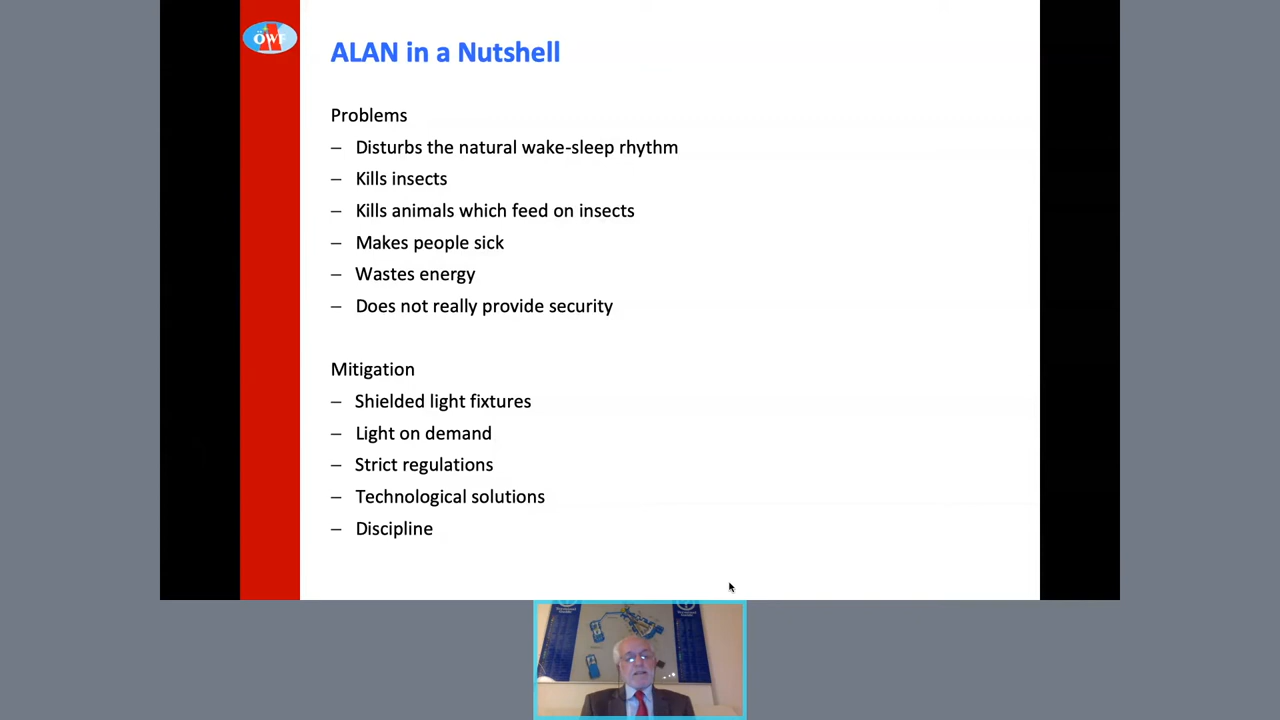 ÖWF
ALAN in a Nutshell
Problems
– Disturbs the natural wake-sleep rhythm
– Kills insects
– Kills animals which feed on insects
– Makes people sick
– Wastes energy
– Does not really provide security
Mitigation
– Shielded light fixtures
– Light on demand
– Strict regulations
– Technological solutions
– Discipline